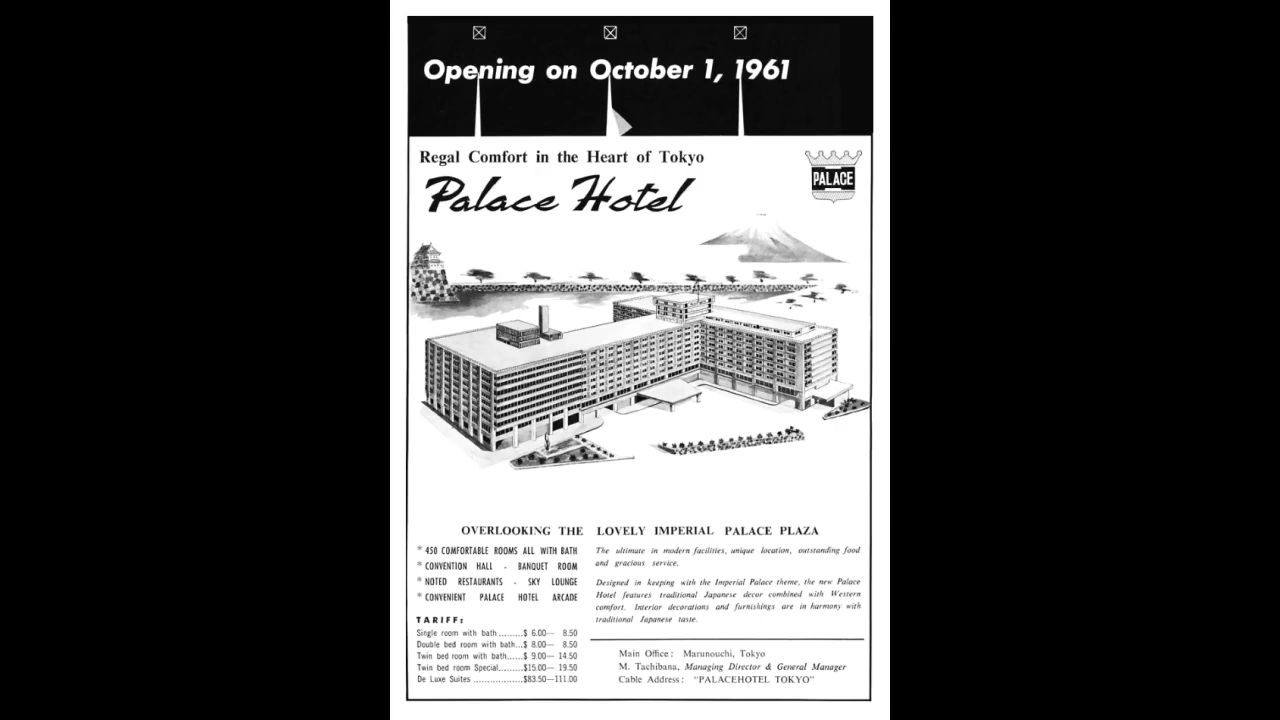 Opening on October 1, 1961
Regal Comfort in the Heart of Tokyo
PALACE
Palace Hotel
OVERLOOKING THE LOVELY IMPERIAL PALACE PLAZA
* 450 COMFORTABLE ROOMS ALL WITH BATH
* CONVENTION HALL - BANQUET ROOM
* NOTED RESTAURANTS - SKY LOUNGE
* CONVENIENT PALACE HOTEL ARCADE
TARIFF:
Single room with bath .........$ 6.00— 8.50
Double bed room with bath...$ 8.00— 8.50
Twin bed room with bath......$ 9.00— 14.50
Twin bed room Special.........$15.00— 19.50
De Luxe Suites ..................$83.50—111.00
The ultimate in modern facilities, unique location, outstanding food
and gracious service.
Designed in keeping with the Imperial Palace theme, the new Palace
Hotel features traditional Japanese decor combined with Western
comfort. Interior decorations and furnishings are in harmony with
traditional Japanese taste.
Main Office: Marunouchi, Tokyo
M. Tachibana, Managing Director & General Manager
Cable Address: "PALACEHOTEL TOKYO"